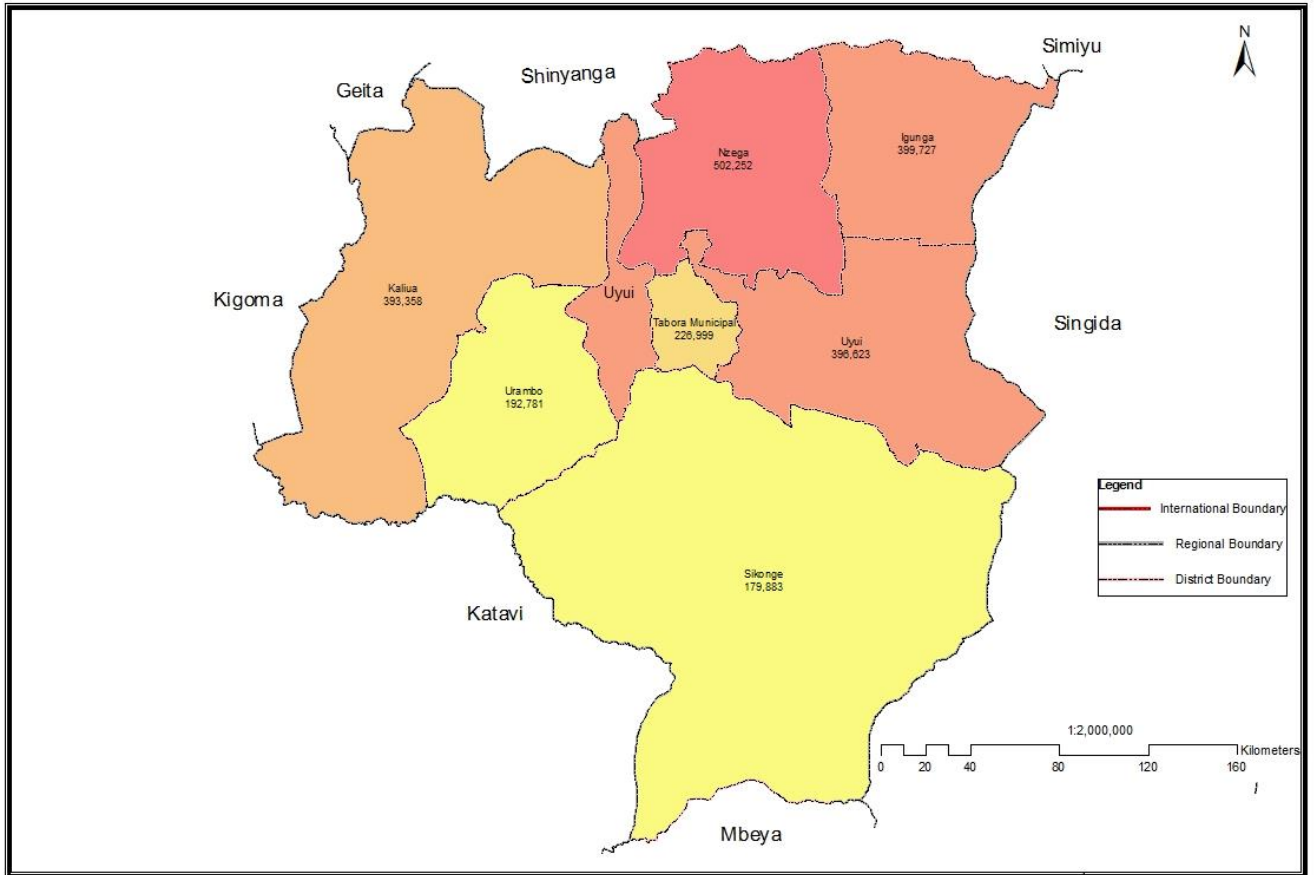 Simiyu
N
Shinyanga
Geita
Nzega
502,252
Igunga
399,727
Kaliua
393,358
Kigoma
Uyui
Tabora Municipal
226,999
Singida
Uyui
396,623
Urambo
192,781
Legend
International Boundary
Regional Boundary
District Boundary
Sikonge
179,883
Katavi
1:2,000,000
Kilometers
0 20 40 80 120 160
Mbeya